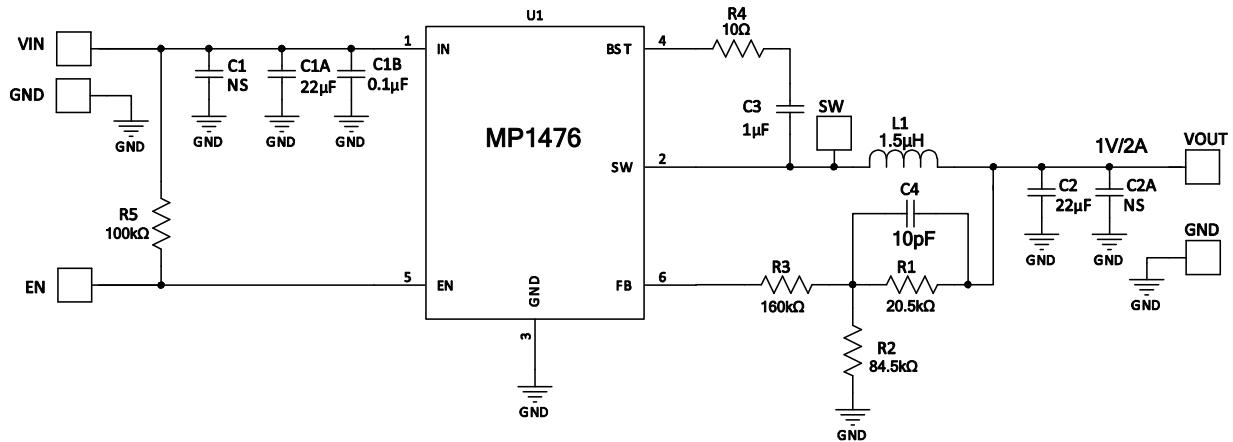 U1
VIN
GND
GND
C1
NS
GND
C1A
22µF
GND
C1B
0.1µF
GND
1
IN
R5
100kΩ
EN
5
EN
MP1476
GND
3
GND
BST
4
R4
10Ω
C3
1µF
SW
SW
2
L1
1.5µH
1V/2A
VOUT
C2
22µF
GND
C2A
NS
GND
GND
GND
C4
10pF
FB
6
R3
160kΩ
R1
20.5kΩ
R2
84.5kΩ
GND